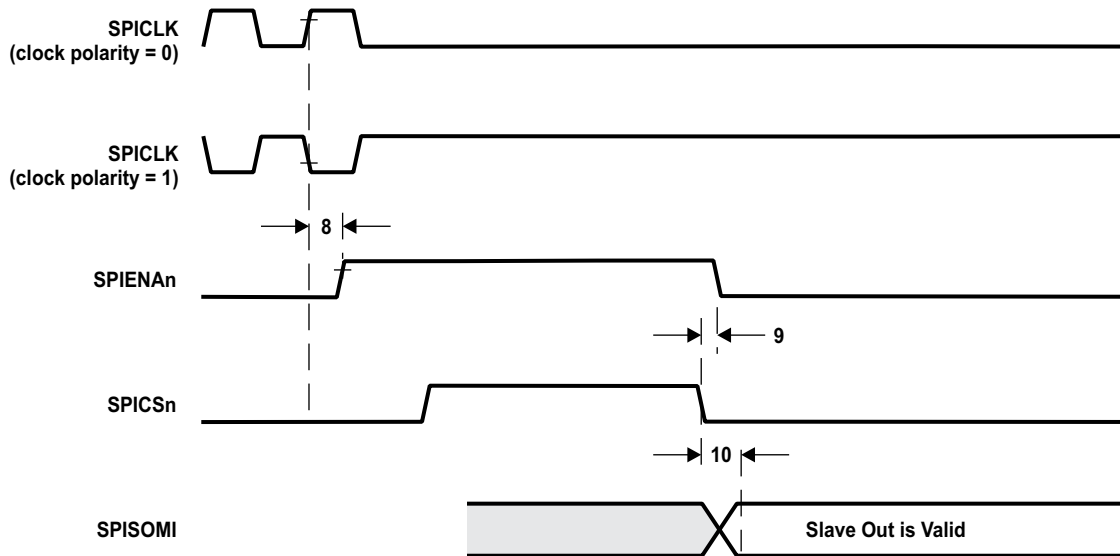 SPICLK
(clock polarity = 0)
SPICLK
(clock polarity = 1)
8
SPIENAn
9
SPICSn
10
SPISOMI
Slave Out is Valid